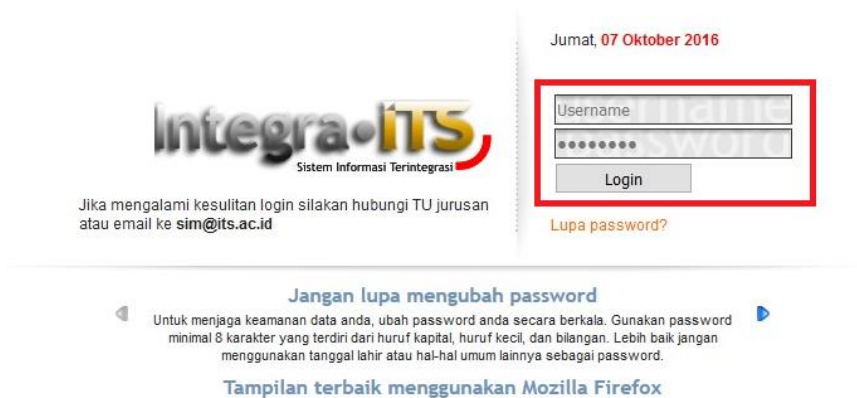 Jumat, 07 Oktober 2016
Integra ITS
Sistem Informasi Terintegrasi
Username
username
password
Login
Jika mengalami kesulitan login silakan hubungi TU jurusan
atau email ke sim@its.ac.id
Lupa password?
Jangan lupa mengubah password
Untuk menjaga keamanan data anda, ubah password anda secara berkala. Gunakan password
minimal 8 karakter yang terdiri dari huruf kapital, huruf kecil, dan bilangan. Lebih baik jangan
menggunakan tanggal lahir atau hal-hal umum lainnya sebagai password.
Tampilan terbaik menggunakan Mozilla Firefox